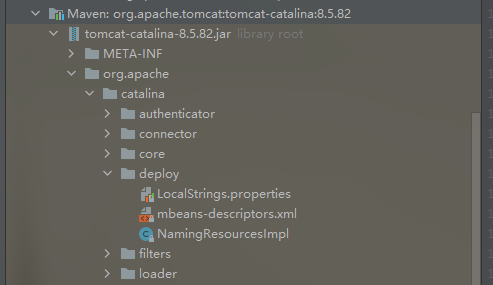 Maven: org.apache.tomcat:tomcat-catalina:8.5.82
tomcat-catalina-8.5.82.jar library root
META-INF
org.apache
catalina
authenticator
connector
core
deploy
LocalStrings.properties
mbeans-descriptors.xml
NamingResourcesImpl
filters
loader